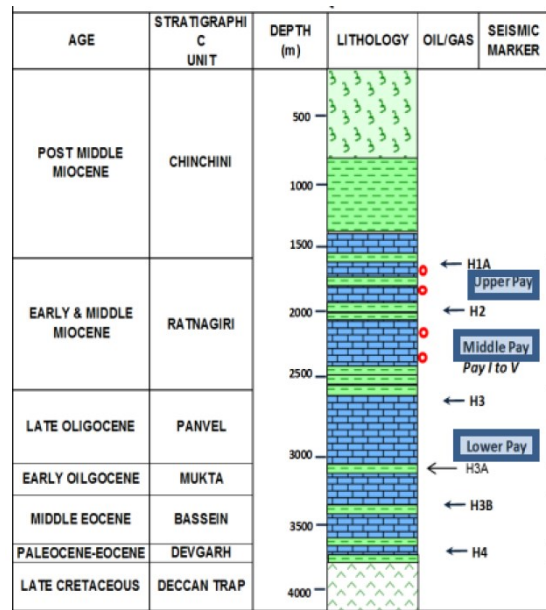 AGE
STRATIGRAPHI
C
UNIT
DEPTH
(m)
LITHOLOGY
OIL/GAS
SEISMIC
MARKER
POST MIDDLE
MIOCENE
CHINCHINI
EARLY & MIDDLE
MIOCENE
RATNAGIRI
LATE OLIGOCENE
PANVEL
EARLY OILGOCENE
MUKTA
MIDDLE EOCENE
BASSEIN
PALEOCENE-EOCENE
DEVGARH
LATE CRETACEOUS
DECCAN TRAP
500
1000
1500
2000
2500
3000
3500
4000
H1A
Upper Pay
H2
Middle Pay
Pay I to V
H3
Lower Pay
H3A
H3B
H4